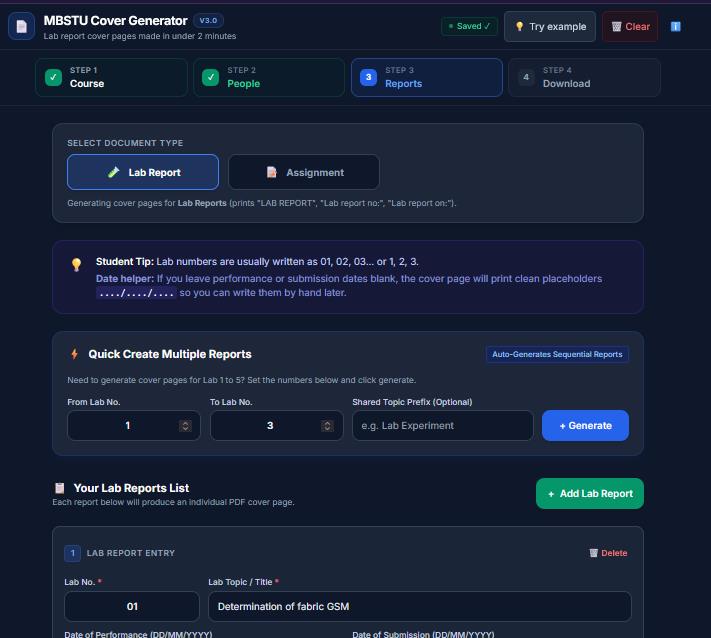 MBSTU Cover Generator V3.0
Lab report cover pages made in under 2 minutes
Saved ✓
Try example
Clear
STEP 1
Course
STEP 2
People
3
STEP 3
Reports
4
STEP 4
Download
SELECT DOCUMENT TYPE
Lab Report
Assignment
Generating cover pages for Lab Reports (prints "LAB REPORT", "Lab report no:", "Lab report on:").
Student Tip: Lab numbers are usually written as 01, 02, 03... or 1, 2, 3.
Date helper: If you leave performance or submission dates blank, the cover page will print clean placeholders
..../..../.... so you can write them by hand later.
Quick Create Multiple Reports
Auto-Generates Sequential Reports
Need to generate cover pages for Lab 1 to 5? Set the numbers below and click generate.
From Lab No.
To Lab No.
Shared Topic Prefix (Optional)
1
3
e.g. Lab Experiment
+ Generate
Your Lab Reports List
Each report below will produce an individual PDF cover page.
+ Add Lab Report
1 LAB REPORT ENTRY
Delete
Lab No. *
Lab Topic / Title *
01
Determination of fabric GSM
Date of Performance (DD/MM/YYYY)
Date of Submission (DD/MM/YYYY)